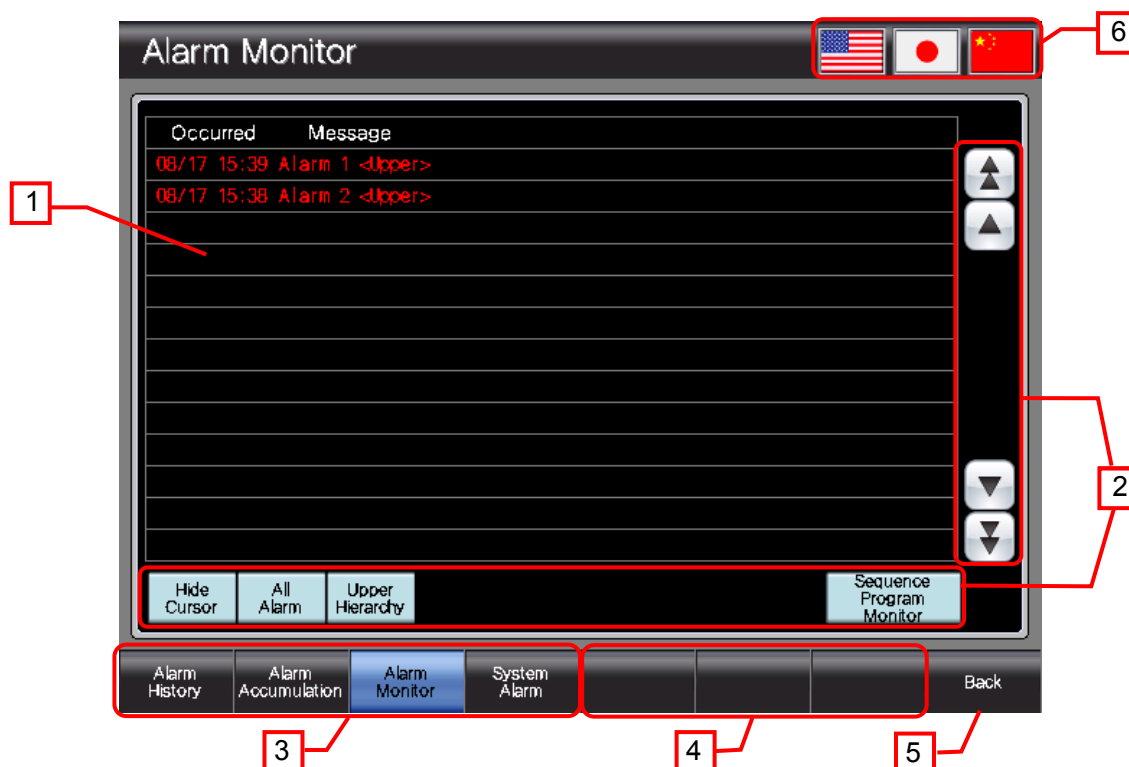 Alarm Monitor
6
Occurred Message
08/17 15:39 Alarm 1 <Upper>
08/17 15:38 Alarm 2 <Upper>
1
2
Hide
Cursor
All
Alarm
Upper
Hierarchy
Sequence
Program
Monitor
Alarm
History
Alarm
Accumulation
Alarm
Monitor
System
Alarm
Back
3
4
5